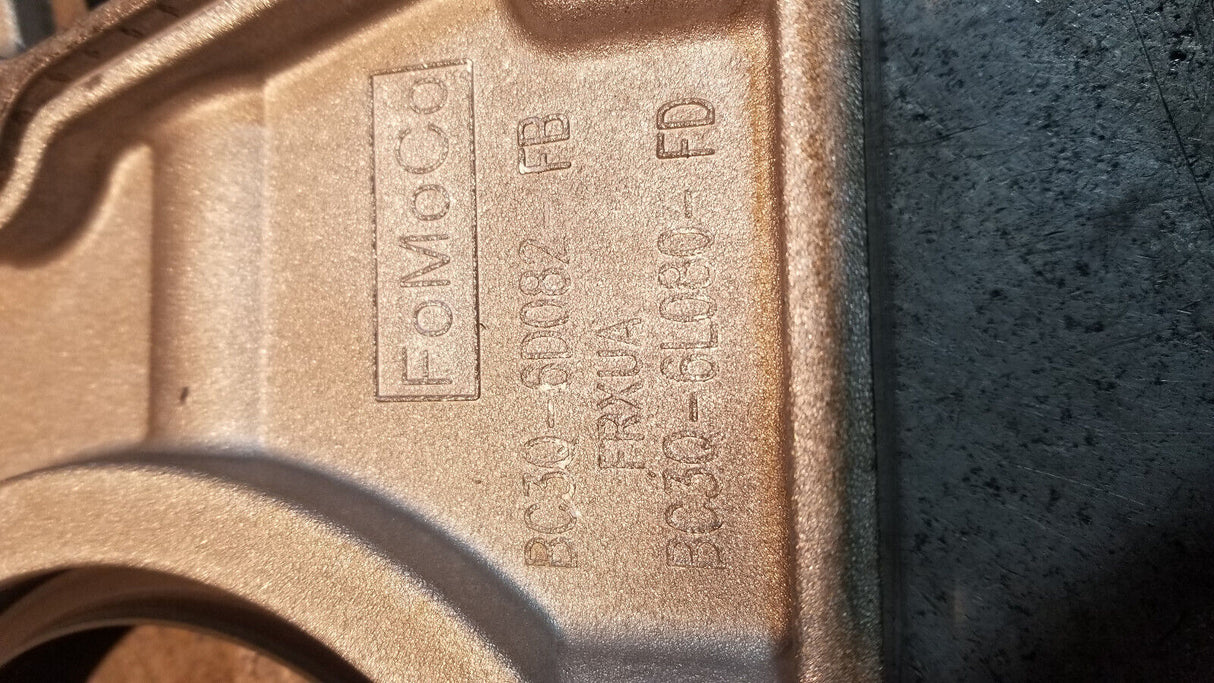 FoMoCo
BC3Q-6D082-FB
FRXUA
BC3Q-6L080-FD